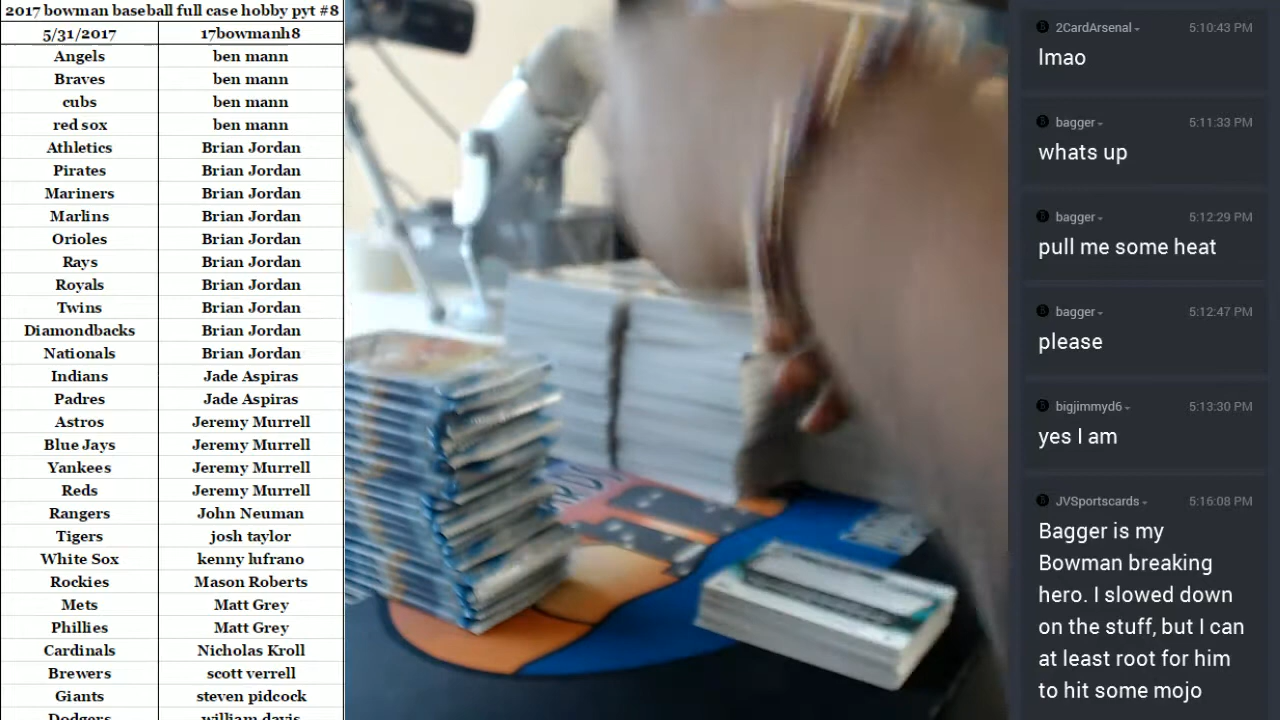 2017 bowman baseball full case hobby pyt #8
5/31/2017 17bowmanh8
Angels ben mann
Braves ben mann
cubs ben mann
red sox ben mann
Athletics Brian Jordan
Pirates Brian Jordan
Mariners Brian Jordan
Marlins Brian Jordan
Orioles Brian Jordan
Rays Brian Jordan
Royals Brian Jordan
Twins Brian Jordan
Diamondbacks Brian Jordan
Nationals Brian Jordan
Indians Jade Aspiras
Padres Jade Aspiras
Astros Jeremy Murrell
Blue Jays Jeremy Murrell
Yankees Jeremy Murrell
Reds Jeremy Murrell
Rangers John Neuman
Tigers josh taylor
White Sox kenny lufrano
Rockies Mason Roberts
Mets Matt Grey
Phillies Matt Grey
Cardinals Nicholas Kroll
Brewers scott verrell
Giants steven pidcock
Dodgers william davis
2CardArsenal 5:10:43 PM
lmao
bagger 5:11:33 PM
whats up
bagger 5:12:29 PM
pull me some heat
bagger 5:12:47 PM
please
bigjimmyd6 5:13:30 PM
yes I am
JVSportscards 5:16:08 PM
Bagger is my
Bowman breaking
hero. I slowed down
on the stuff, but I can
at least root for him
to hit some mojo